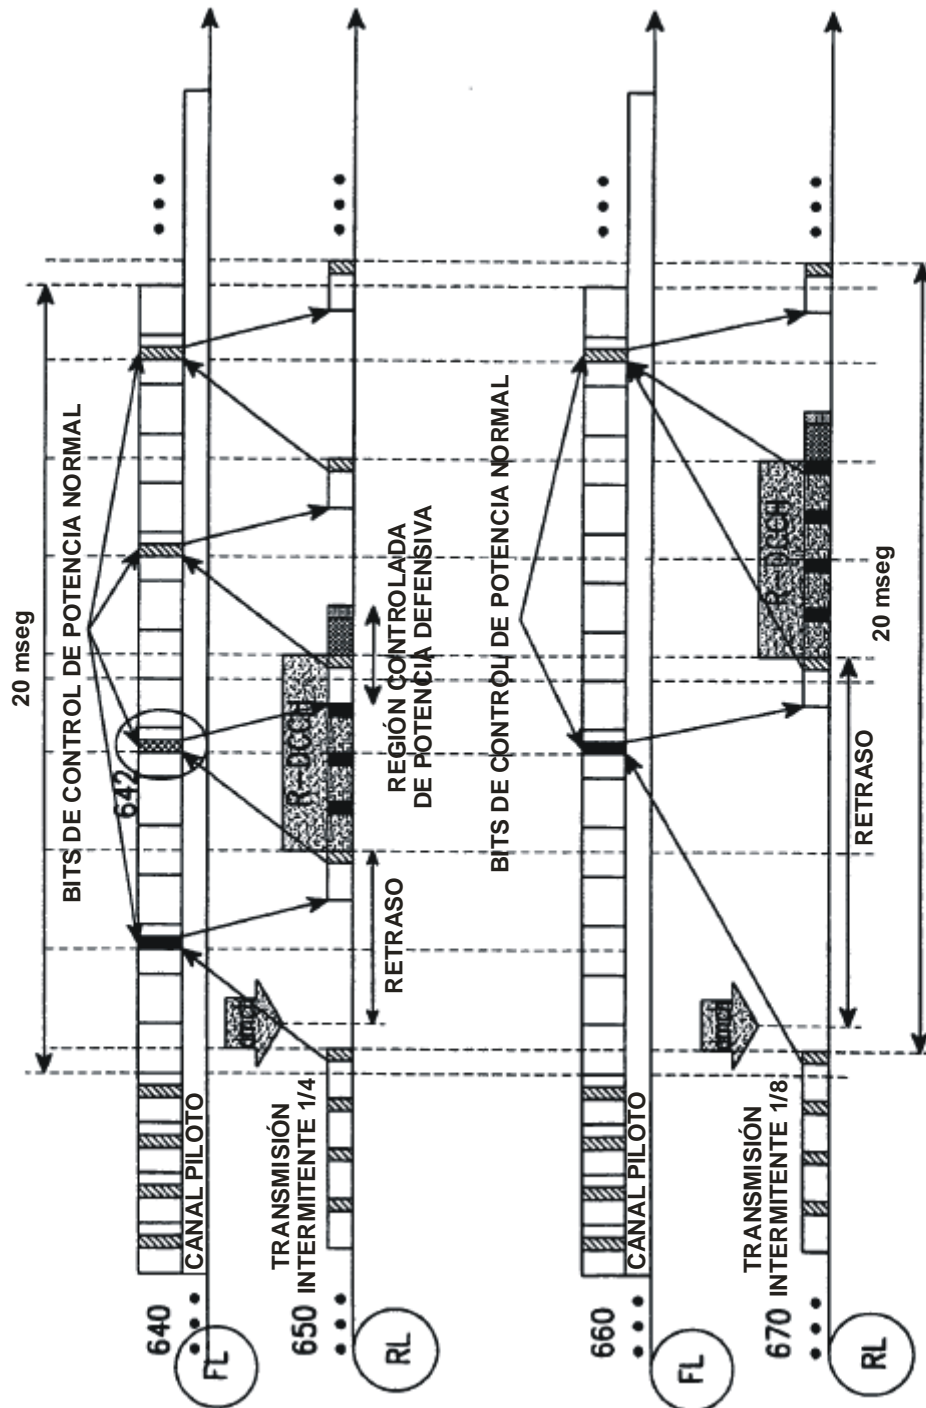 20 mseg
BITS DE CONTROL DE POTENCIA NORMAL
642
640
CANAL PILOTO
FL
dmch
R-DCCH
REGIÓN CONTROLADA
DE POTENCIA DEFENSIVA
RETRASO
TRANSMISIÓN
650 INTERMITENTE 1/4
RL
BITS DE CONTROL DE POTENCIA NORMAL
660
CANAL PILOTO
FL
dmch
R-DCCH
RETRASO
20 mseg
TRANSMISIÓN
670 INTERMITENTE 1/8
RL